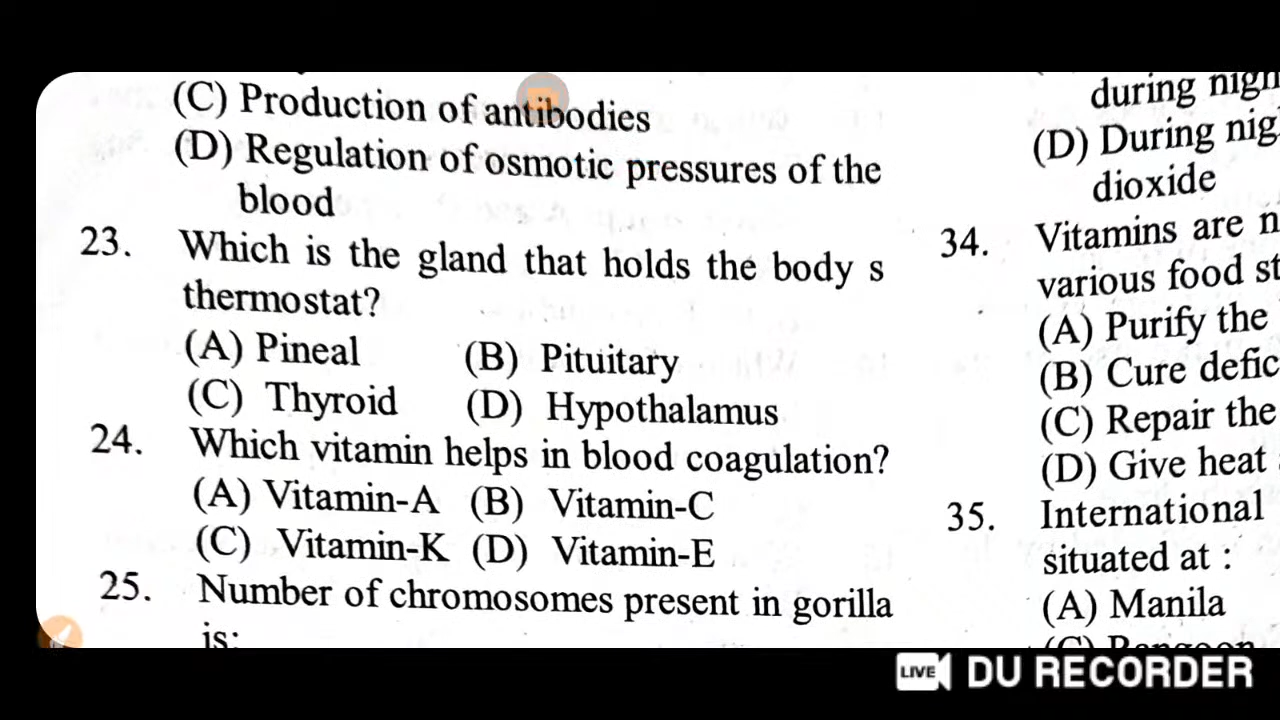 (C) Production of antibodies
(D) Regulation of osmotic pressures of the
blood
23. Which is the gland that holds the body s
thermostat?
(A) Pineal (B) Pituitary
(C) Thyroid (D) Hypothalamus
24. Which vitamin helps in blood coagulation?
(A) Vitamin-A (B) Vitamin-C
(C) Vitamin-K (D) Vitamin-E
25. Number of chromosomes present in gorilla
is:
during nigh
(D) During nig
dioxide
34. Vitamins are n
various food st
(A) Purify the
(B) Cure defic
(C) Repair the
(D) Give heat
35. International
situated at :
(A) Manila
(C) Rangoon
LIVE DU RECORDER